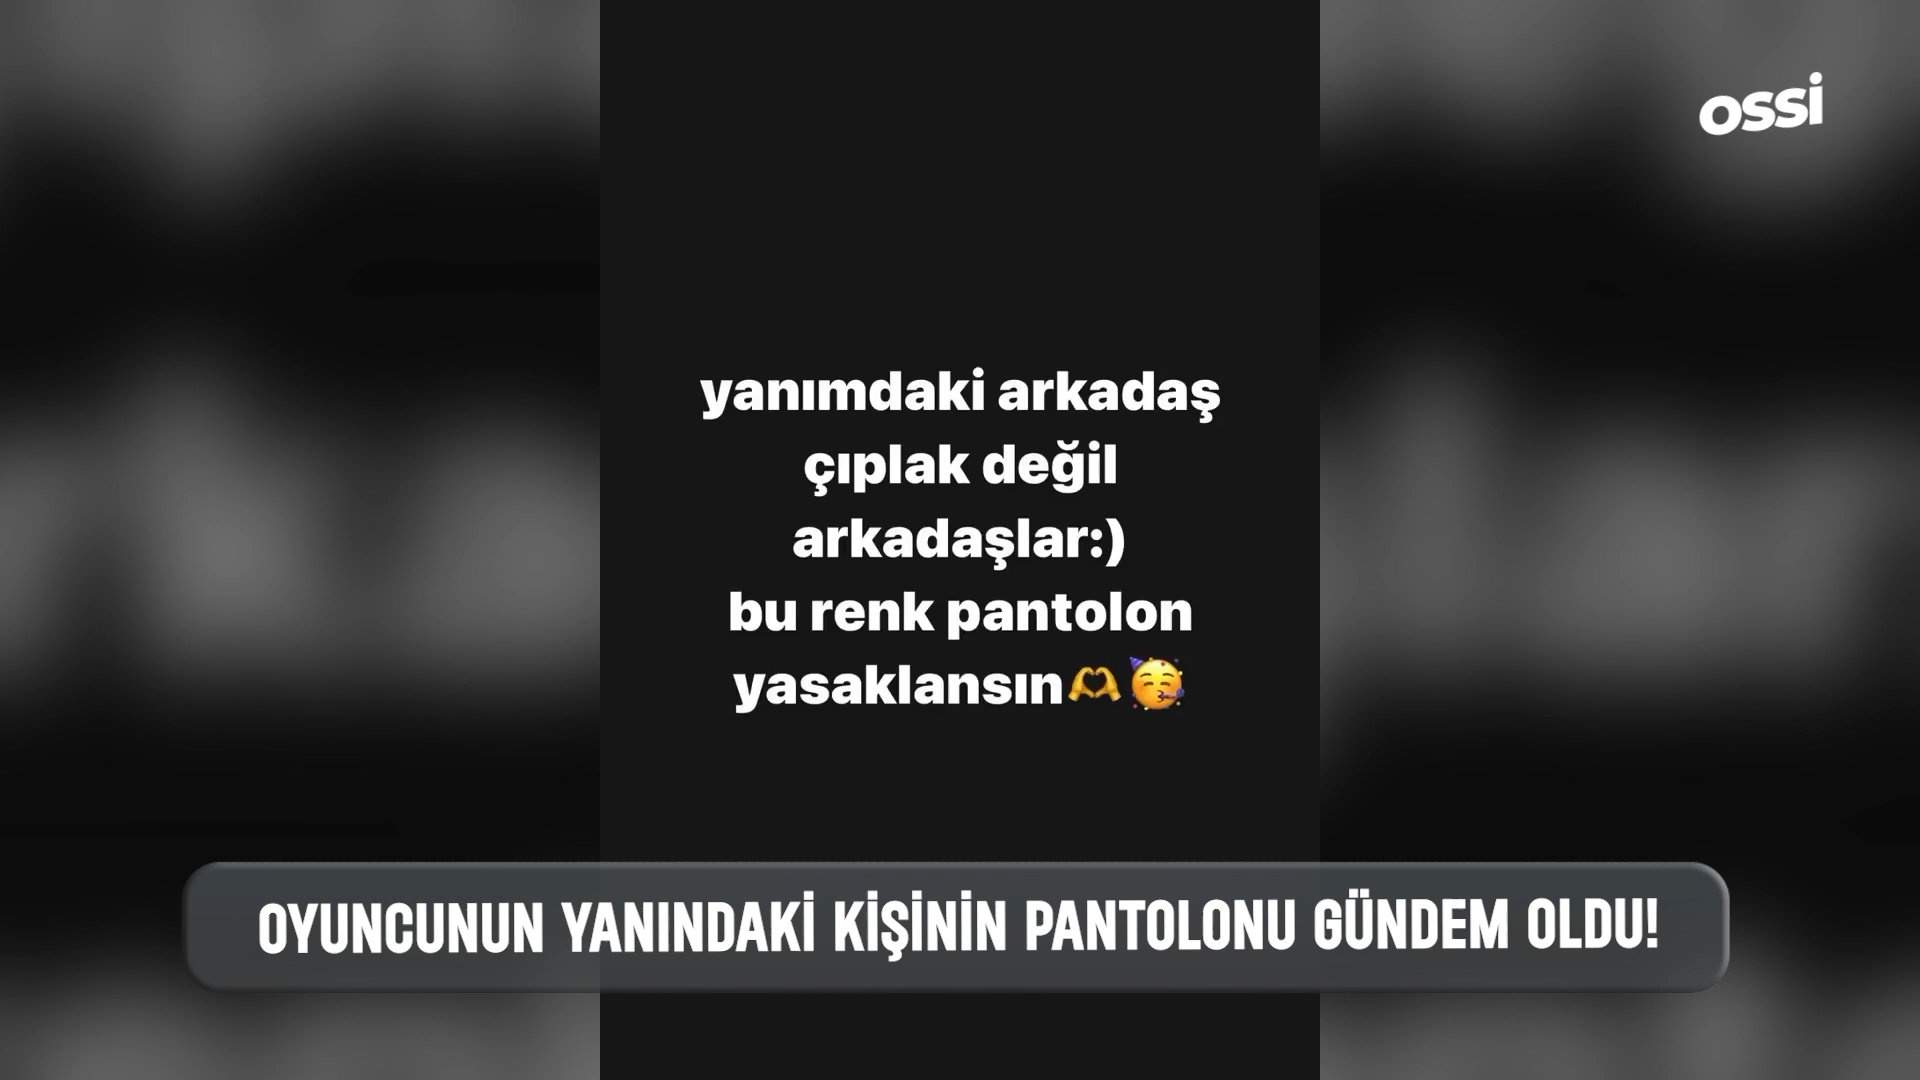 ossi
yanımdaki arkadaş
çıplak değil
arkadaşlar:)
bu renk pantolon
yasaklansın🫶🥳
OYUNCUNUN YANINDAKİ KİŞİNİN PANTOLONU GÜNDEM OLDU!